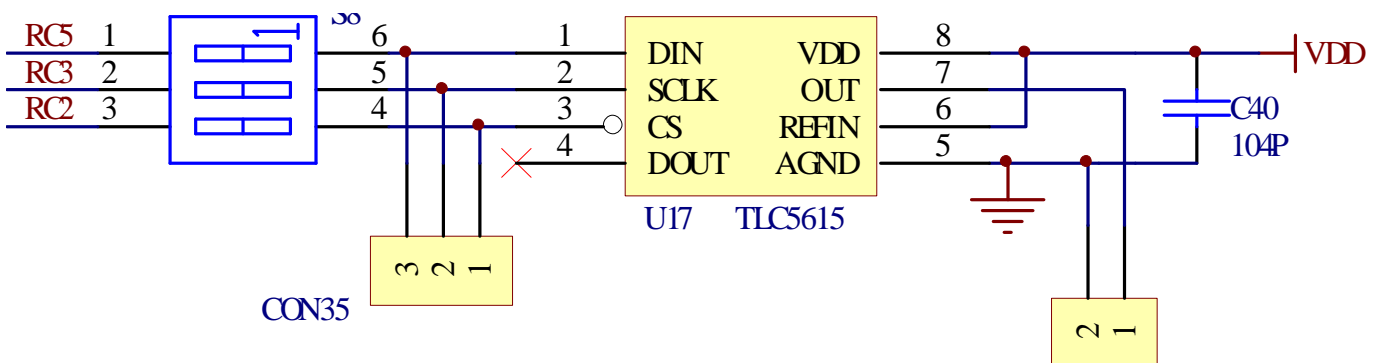 S8
RC5 1 6 1 DIN VDD 8 VDD
RC3 2 5 2 SCLK OUT 7
RC2 3 4 3 CS REFIN 6 C40
4 DOUT AGND 5 104P
U17 TLC5615
3 2 1
CON35
2 1